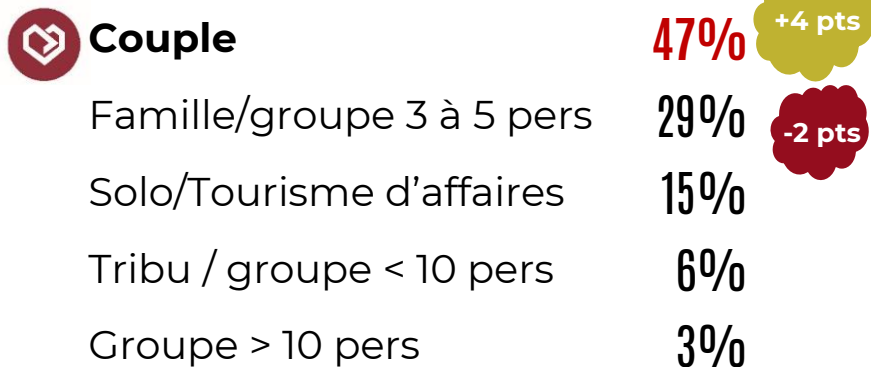 Couple 47% +4 pts
Famille/groupe 3 à 5 pers 29% -2 pts
Solo/Tourisme d'affaires 15%
Tribu / groupe < 10 pers 6%
Groupe > 10 pers 3%